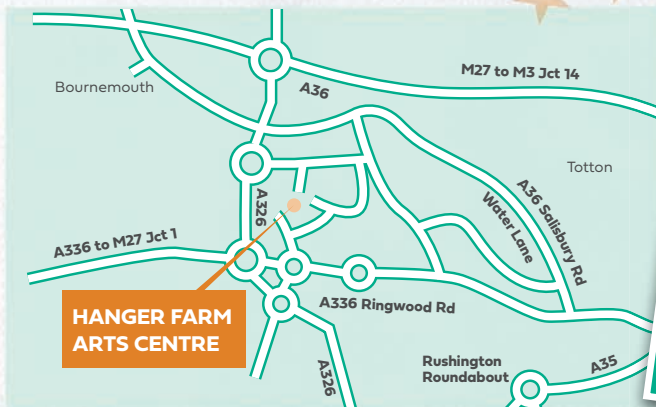 M27 to M3 Jct 14
Bournemouth
A36
Totton
A326
Water Lane
A36 Salisbury Rd
A336 to M27 Jct 1
HANGER FARM
ARTS CENTRE
A336 Ringwood Rd
A326
Rushington
Roundabout
A35